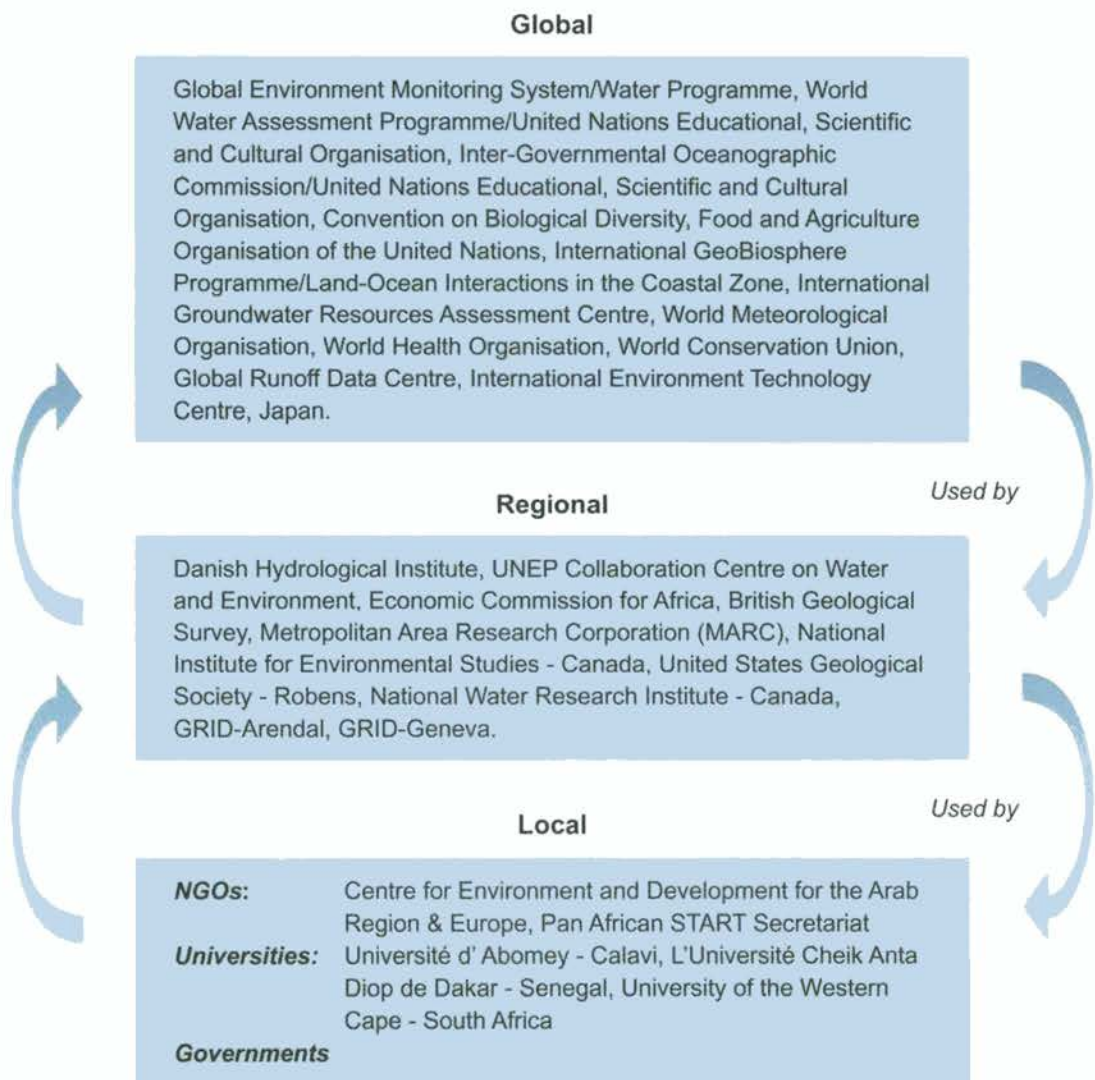 Global
Global Environment Monitoring System/Water Programme, World
Water Assessment Programme/United Nations Educational, Scientific
and Cultural Organisation, Inter-Governmental Oceanographic
Commission/United Nations Educational, Scientific and Cultural
Organisation, Convention on Biological Diversity, Food and Agriculture
Organisation of the United Nations, International GeoBiosphere
Programme/Land-Ocean Interactions in the Coastal Zone, International
Groundwater Resources Assessment Centre, World Meteorological
Organisation, World Health Organisation, World Conservation Union,
Global Runoff Data Centre, International Environment Technology
Centre, Japan.
Used by
Regional
Danish Hydrological Institute, UNEP Collaboration Centre on Water
and Environment, Economic Commission for Africa, British Geological
Survey, Metropolitan Area Research Corporation (MARC), National
Institute for Environmental Studies - Canada, United States Geological
Society - Robens, National Water Research Institute - Canada,
GRID-Arendal, GRID-Geneva.
Used by
Local
NGOs: Centre for Environment and Development for the Arab
Region & Europe, Pan African START Secretariat
Universities: Université d' Abomey - Calavi, L'Université Cheik Anta
Diop de Dakar - Senegal, University of the Western
Cape - South Africa
Governments